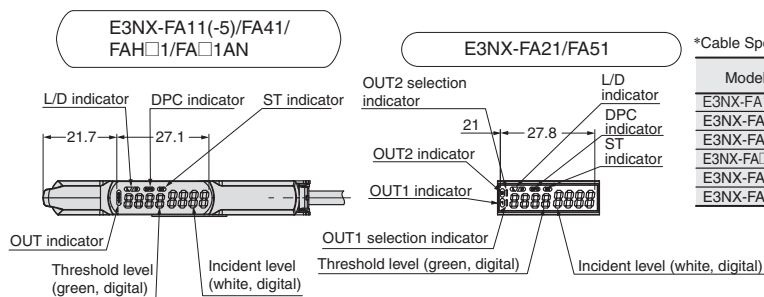 E3NX-FA11(-5)/FA41/
FAH□1/FA□1AN
L/D indicator
DPC indicator
ST indicator
21.7
27.1
OUT indicator
Threshold level
(green, digital)
Incident level
(white, digital)
E3NX-FA21/FA51
OUT2 selection
indicator
L/D
indicator
DPC
indicator
ST
indicator
21
27.8
OUT2 indicator
OUT1 indicator
OUT1 selection indicator
Threshold level (green, digital)
Incident level (white, digital)
*Cable Spe
Model
E3NX-FA
E3NX-FA
E3NX-FA
E3NX-FA□
E3NX-FA
E3NX-FA